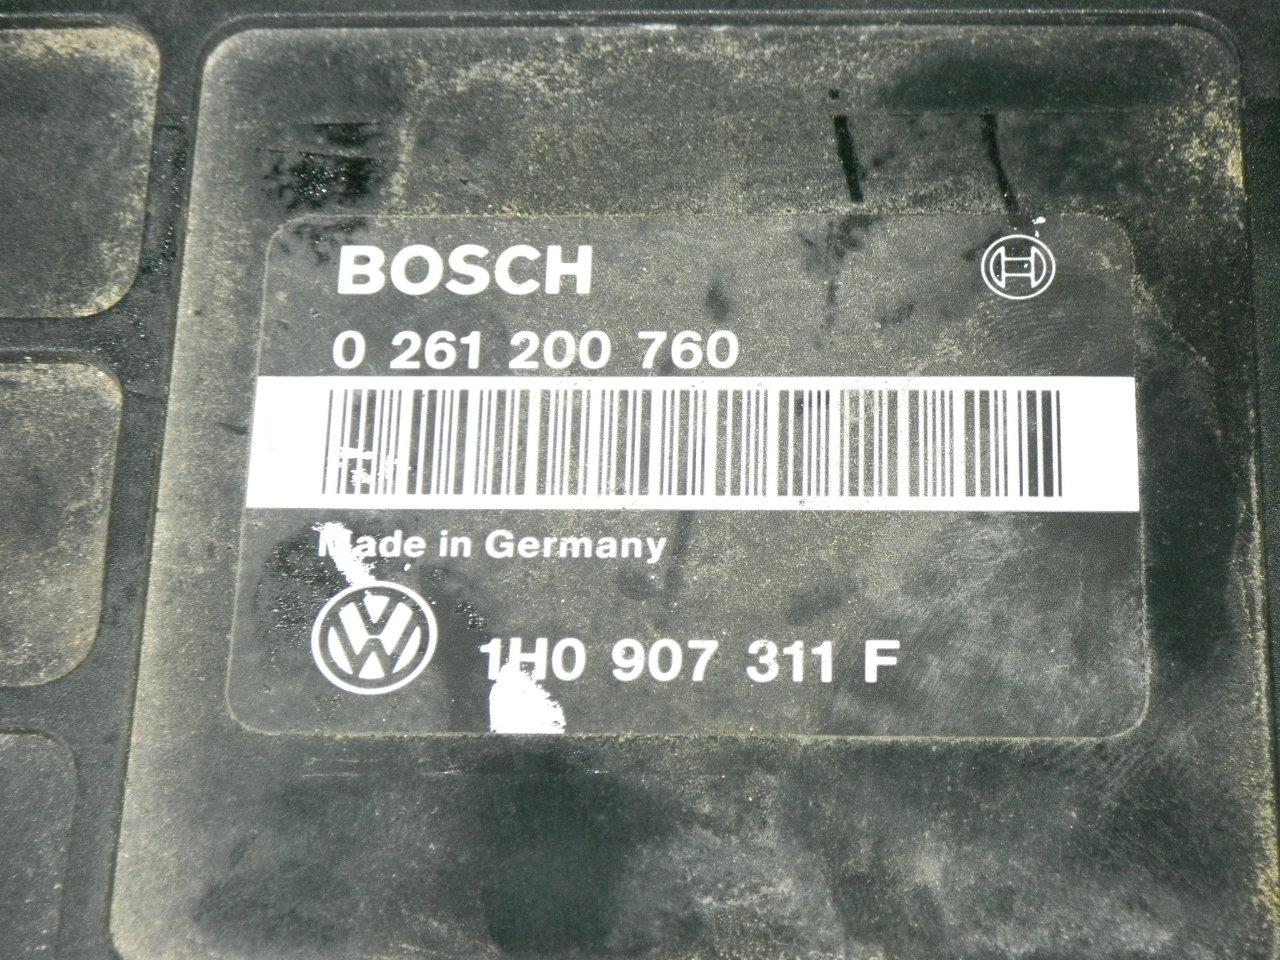 BOSCH
0 261 200 760
Made in Germany
1H0 907 311 F